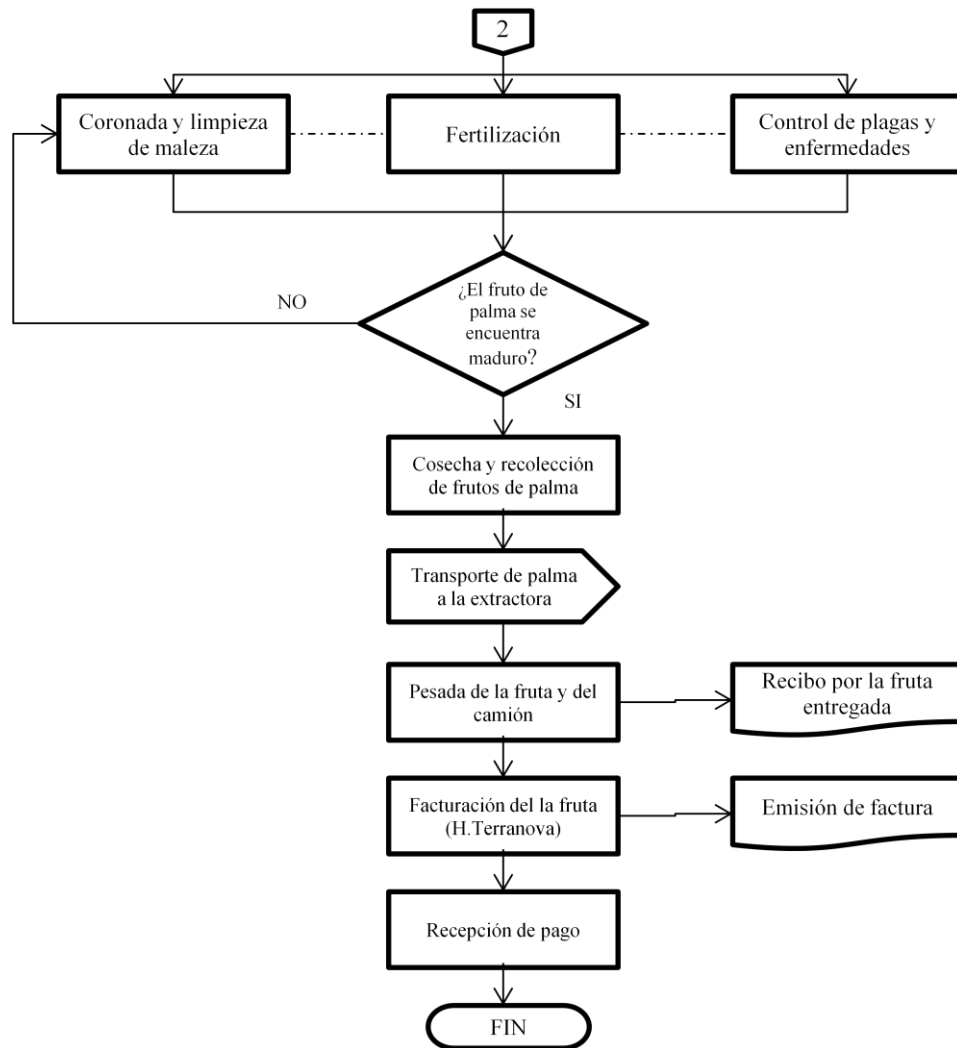 2
Coronada y limpieza
de maleza
Fertilización
Control de plagas y
enfermedades
NO
¿El fruto de
palma se
encuentra
maduro?
SI
Cosecha y recolección
de frutos de palma
Transporte de palma
a la extractora
Pesada de la fruta y del
camión
Recibo por la fruta
entregada
Facturación del la fruta
(H.Terranova)
Emisión de factura
Recepción de pago
FIN